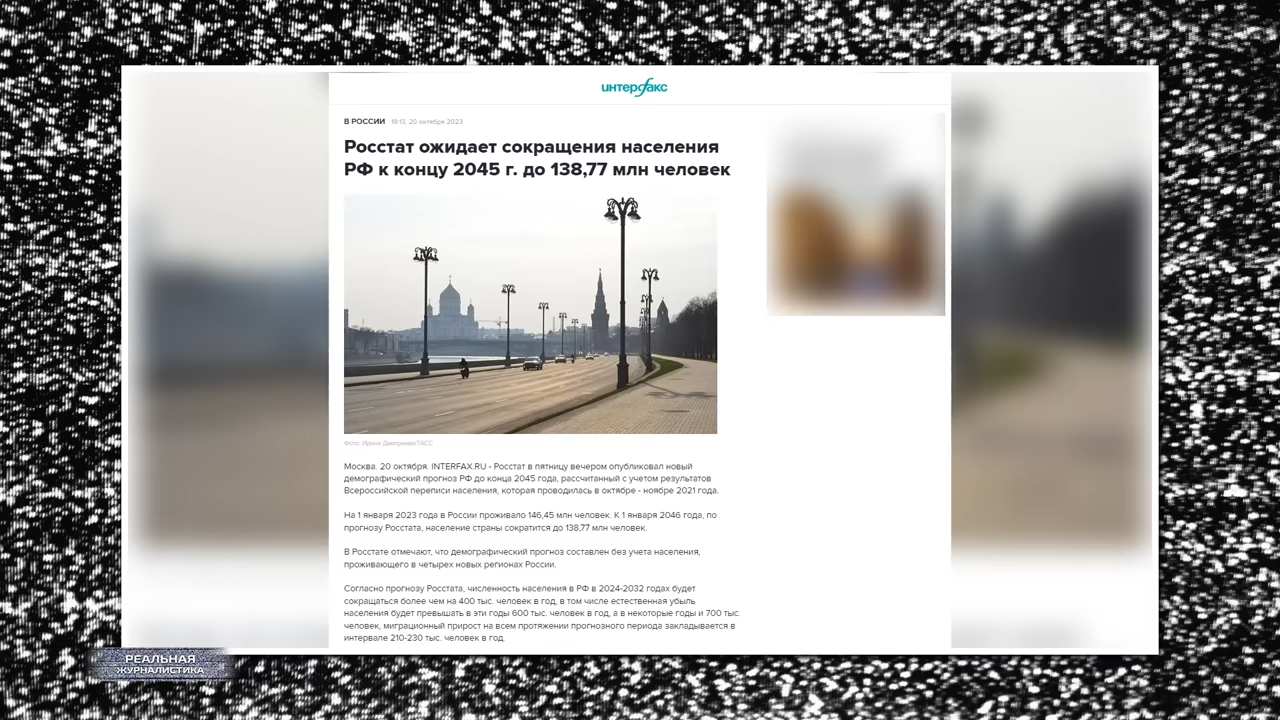 интерфакс
В РОССИИ 19:13, 20 октября 2023
Росстат ожидает сокращения населения
РФ к концу 2045 г. до 138,77 млн человек
Фото: Ирина Дмитриева/ТАСС
Москва. 20 октября. INTERFAX.RU - Росстат в пятницу вечером опубликовал новый
демографический прогноз РФ до конца 2045 года, рассчитанный с учетом результатов
Всероссийской переписи населения, которая проводилась в октябре - ноябре 2021 года.
На 1 января 2023 года в России проживало 146,45 млн человек. К 1 января 2046 года, по
прогнозу Росстата, население страны сократится до 138,77 млн человек.
В Росстате отмечают, что демографический прогноз составлен без учета населения,
проживающего в четырех новых регионах России.
Согласно прогнозу Росстата, численность населения в РФ в 2024-2032 годах будет
сокращаться более чем на 400 тыс. человек в год, в том числе естественная убыль
населения будет превышать в эти годы 600 тыс. человек в год, а в некоторые годы и 700 тыс.
человек, миграционный прирост на всем протяжении прогнозного периода закладывается в
интервале 210-230 тыс. человек в год.
РЕАЛЬНАЯ
ЖУРНАЛИСТИКА